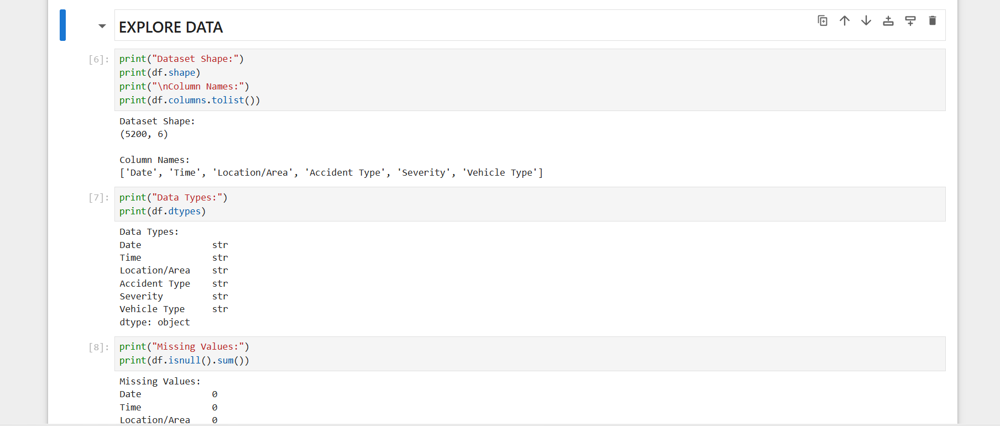 EXPLORE DATA
[6]:
print("Dataset Shape:")
print(df.shape)
print("\nColumn Names:")
print(df.columns.tolist())
Dataset Shape:
(5200, 6)
Column Names:
['Date', 'Time', 'Location/Area', 'Accident Type', 'Severity', 'Vehicle Type']
[7]:
print("Data Types:")
print(df.dtypes)
Data Types:
Date str
Time str
Location/Area str
Accident Type str
Severity str
Vehicle Type str
dtype: object
[8]:
print("Missing Values:")
print(df.isnull().sum())
Missing Values:
Date 0
Time 0
Location/Area 0